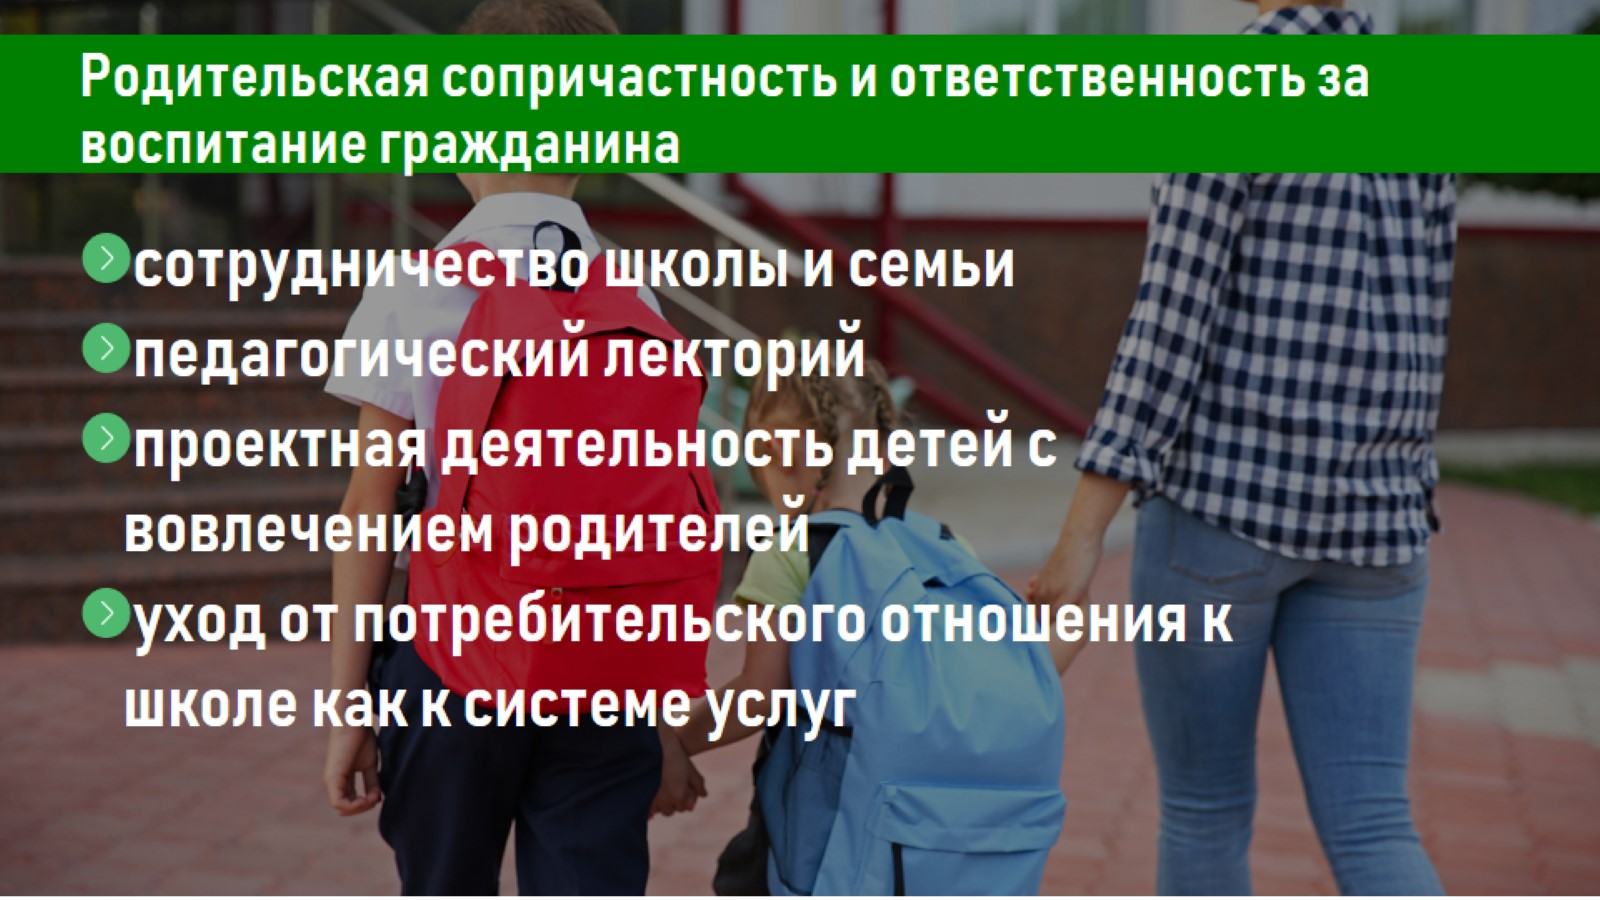 Родительская сопричастность и ответственность за
воспитание гражданина
сотрудничество школы и семьи
педагогический лекторий
проектная деятельность детей с
вовлечением родителей
уход от потребительского отношения к
школе как к системе услуг